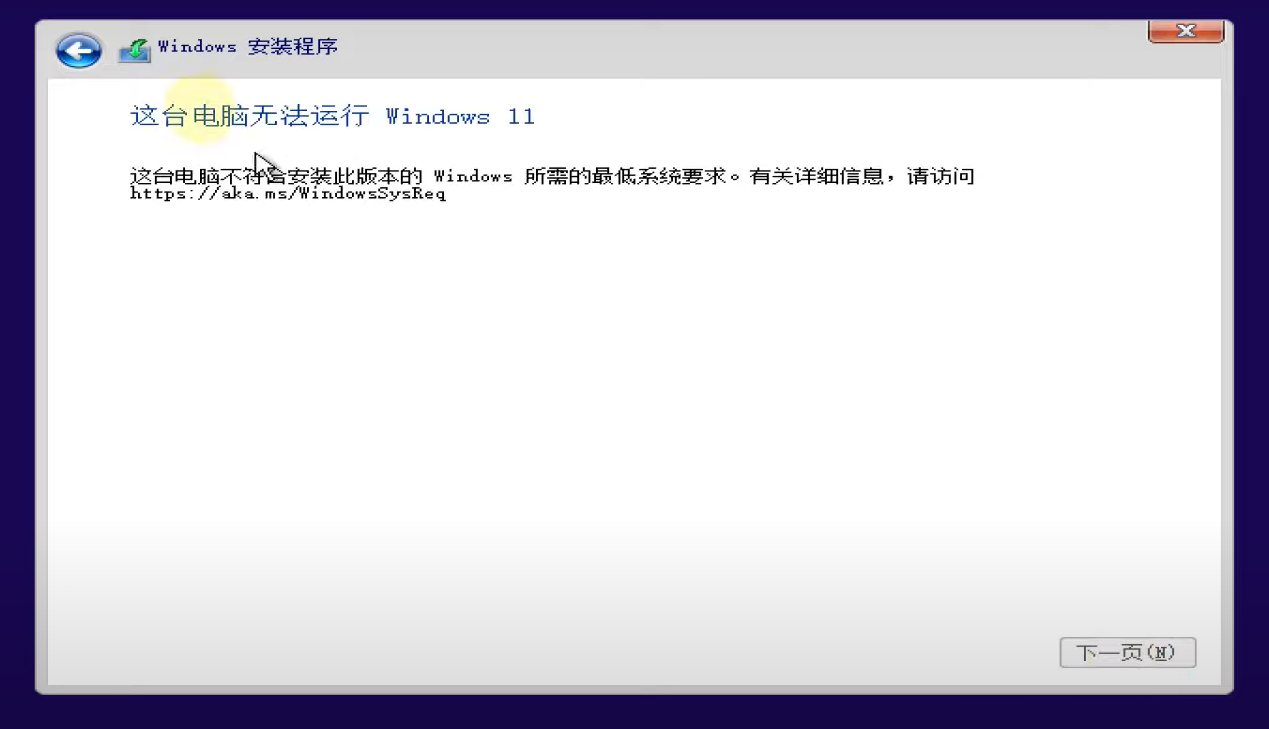 Windows 安装程序
这台电脑无法运行 Windows 11
这台电脑不符合安装此版本的 Windows 所需的最低系统要求。有关详细信息，请访问
https://aka.ms/WindowsSysReq
下一页(N)